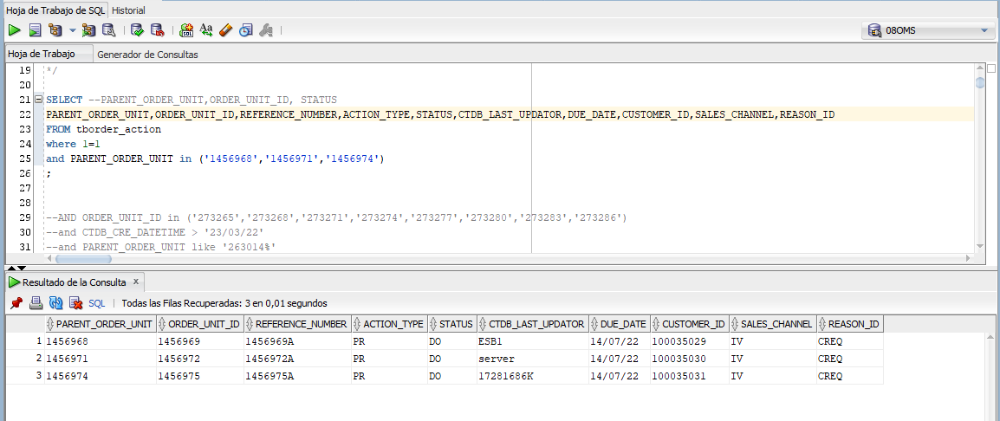 Hoja de Trabajo de SQL Historial
08OMS
Hoja de Trabajo Generador de Consultas
19 */
20
21 SELECT --PARENT_ORDER_UNIT,ORDER_UNIT_ID, STATUS
22 PARENT_ORDER_UNIT,ORDER_UNIT_ID,REFERENCE_NUMBER,ACTION_TYPE,STATUS,CTDB_LAST_UPDATOR,DUE_DATE,CUSTOMER_ID,SALES_CHANNEL,REASON_ID
23 FROM tborder_action
24 where 1=1
25 and PARENT_ORDER_UNIT in ('1456968','1456971','1456974')
26 ;
27
28
29 --AND ORDER_UNIT_ID in ('273265','273268','273271','273274','273277','273280','273283','273286')
30 --and CTDB_CRE_DATETIME > '23/03/22'
31 --and PARENT_ORDER_UNIT like '263014%'
Resultado de la Consulta x
SQL | Todas las Filas Recuperadas: 3 en 0,01 segundos
PARENT_ORDER_UNIT ORDER_UNIT_ID REFERENCE_NUMBER ACTION_TYPE STATUS CTDB_LAST_UPDATOR DUE_DATE CUSTOMER_ID SALES_CHANNEL REASON_ID
1 1456968 1456969 1456969A PR DO ESB1 14/07/22 100035029 IV CREQ
2 1456971 1456972 1456972A PR DO server 14/07/22 100035030 IV CREQ
3 1456974 1456975 1456975A PR DO 17281686K 14/07/22 100035031 IV CREQ